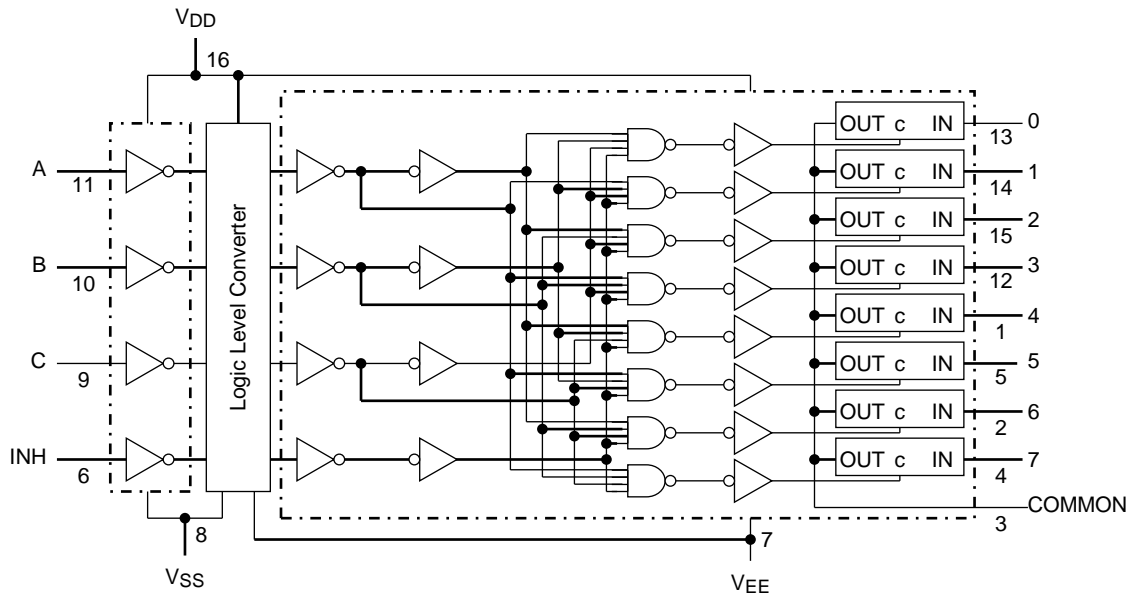 VDD
16
OUT c IN
13
0
A
11
OUT c IN
14
1
OUT c IN
15
2
B
10
OUT c IN
12
3
Logic Level Converter
OUT c IN
1
4
C
9
OUT c IN
5
5
OUT c IN
2
6
INH
6
OUT c IN
4
7
COMMON
3
8
7
VSS
VEE